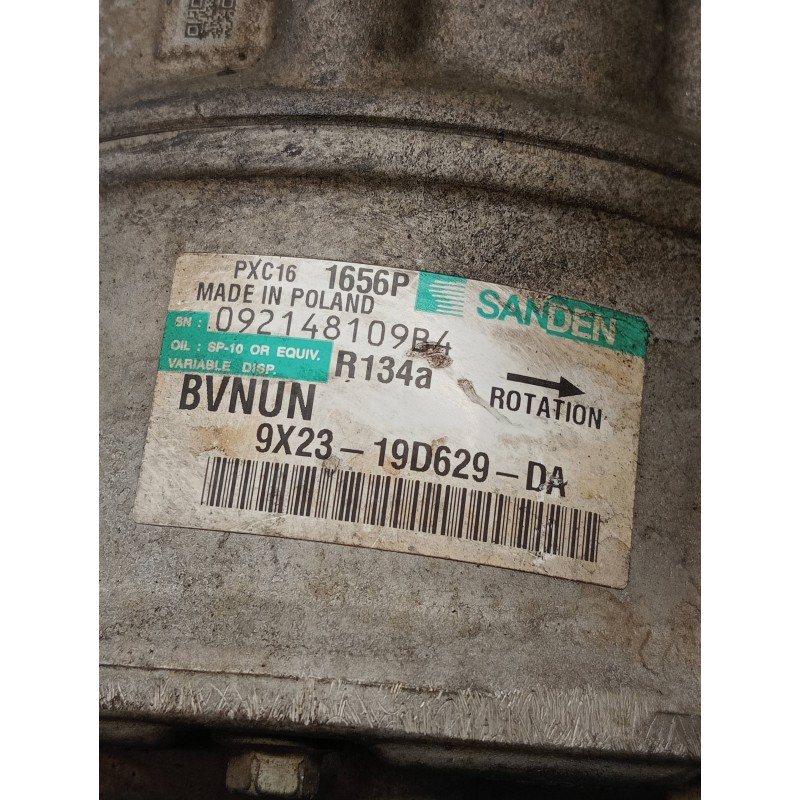 PXC16 1656P SANDEN
MADE IN POLAND
SN : 092148109B4
OIL : SP-10 OR EQUIV.
VARIABLE DISP.
R134a
ROTATION
BVNUN
9X23-19D629-DA